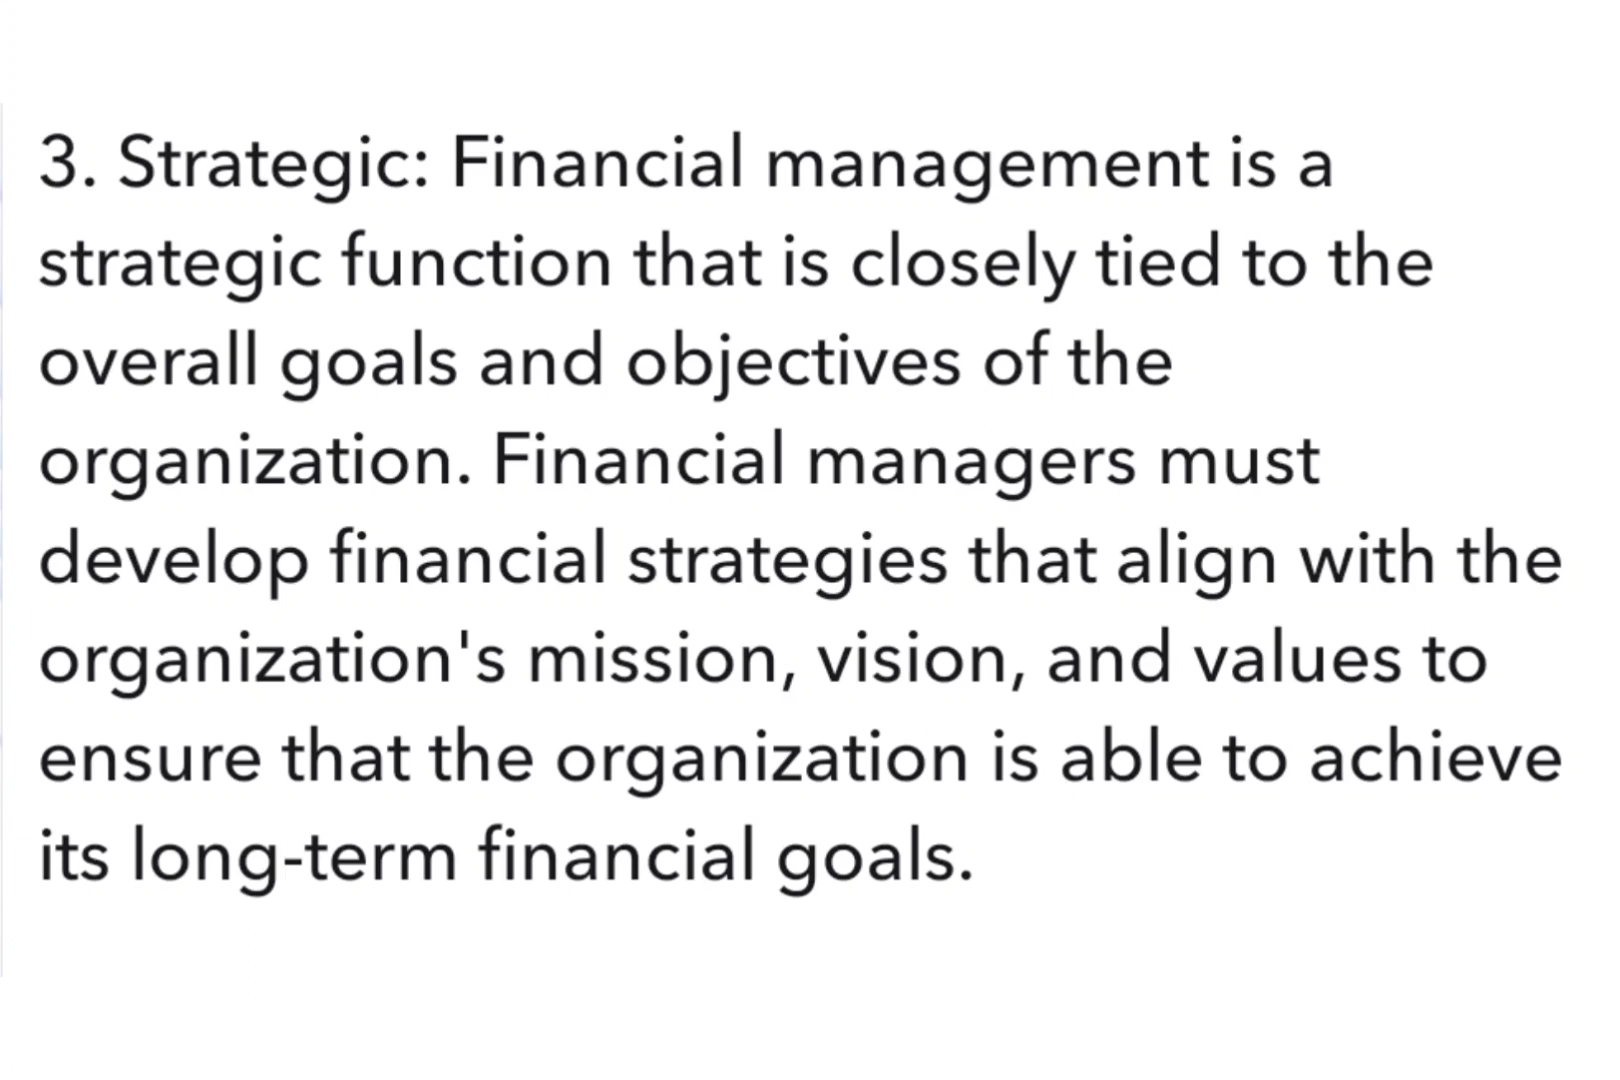 3. Strategic: Financial management is a
strategic function that is closely tied to the
overall goals and objectives of the
organization. Financial managers must
develop financial strategies that align with the
organization's mission, vision, and values to
ensure that the organization is able to achieve
its long-term financial goals.